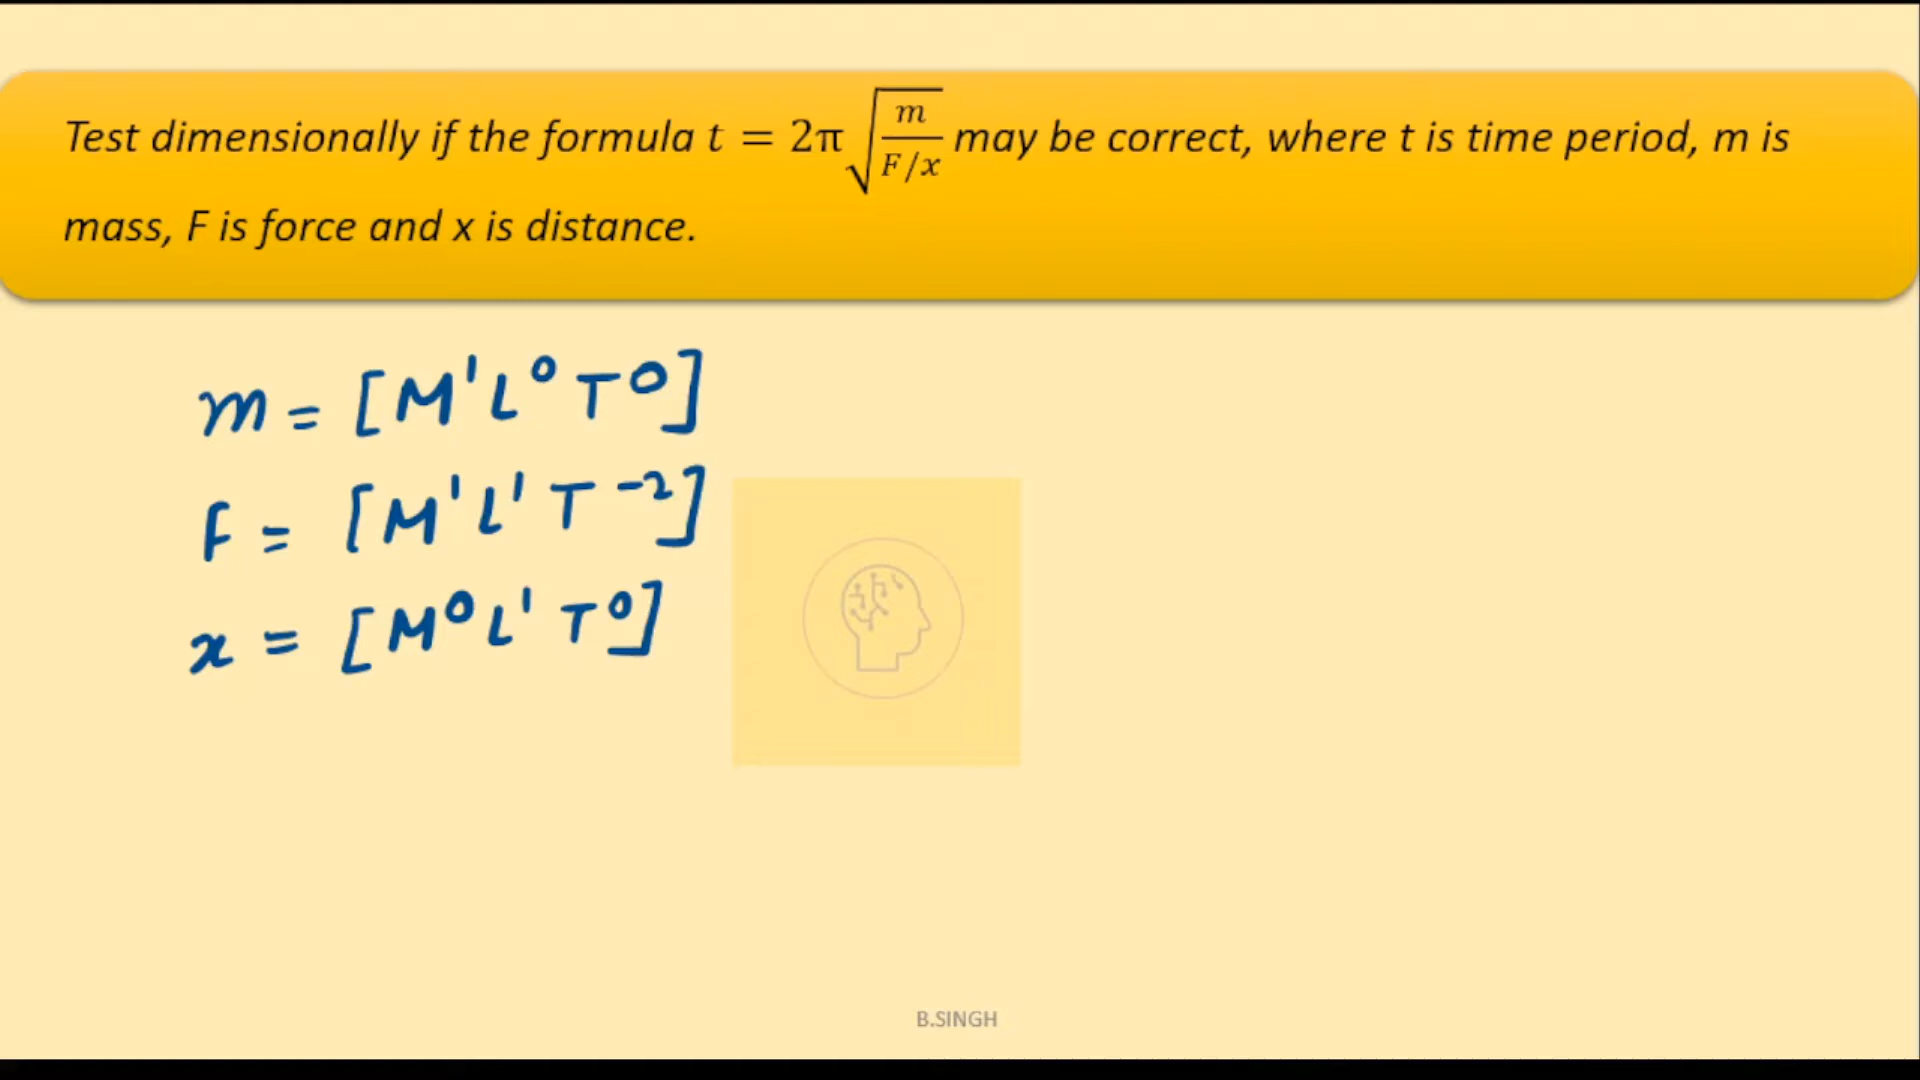 Test dimensionally if the formula t = 2π√(m/(F/x)) may be correct, where t is time period, m is
mass, F is force and x is distance.
m = [M¹L⁰T⁰]
F = [M¹L¹T⁻²]
x = [M⁰L¹T⁰]
B.SINGH